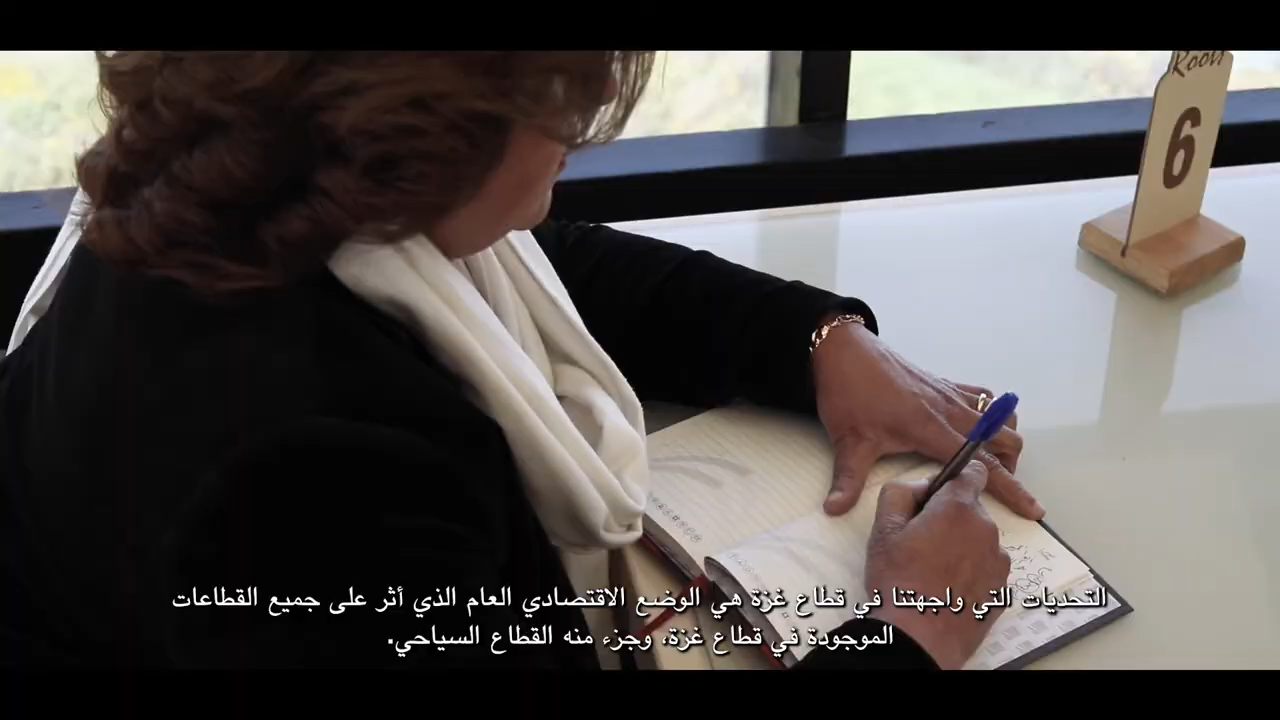 Roots
6
التحديات التي واجهتنا في قطاع غزة هي الوضع الاقتصادي العام الذي أثر على جميع القطاعات
الموجودة في قطاع غزة، وجزء منه القطاع السياحي.